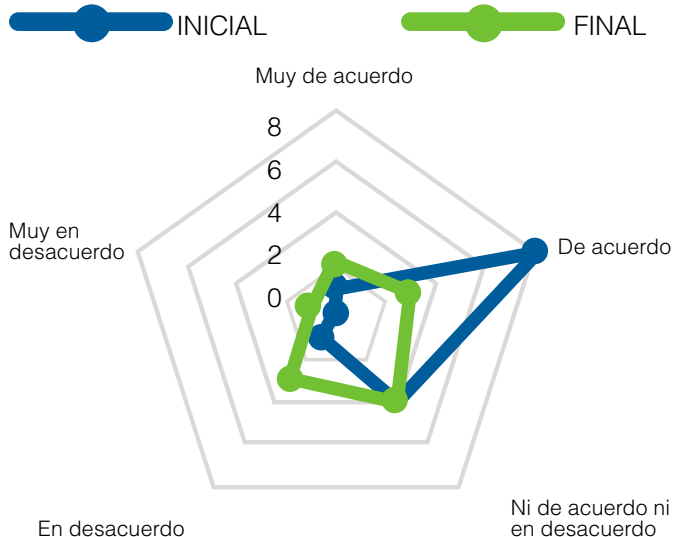 INICIAL
FINAL
Muy de acuerdo
8
6
4
2
0
Muy en
desacuerdo
De acuerdo
En desacuerdo
Ni de acuerdo ni
en desacuerdo